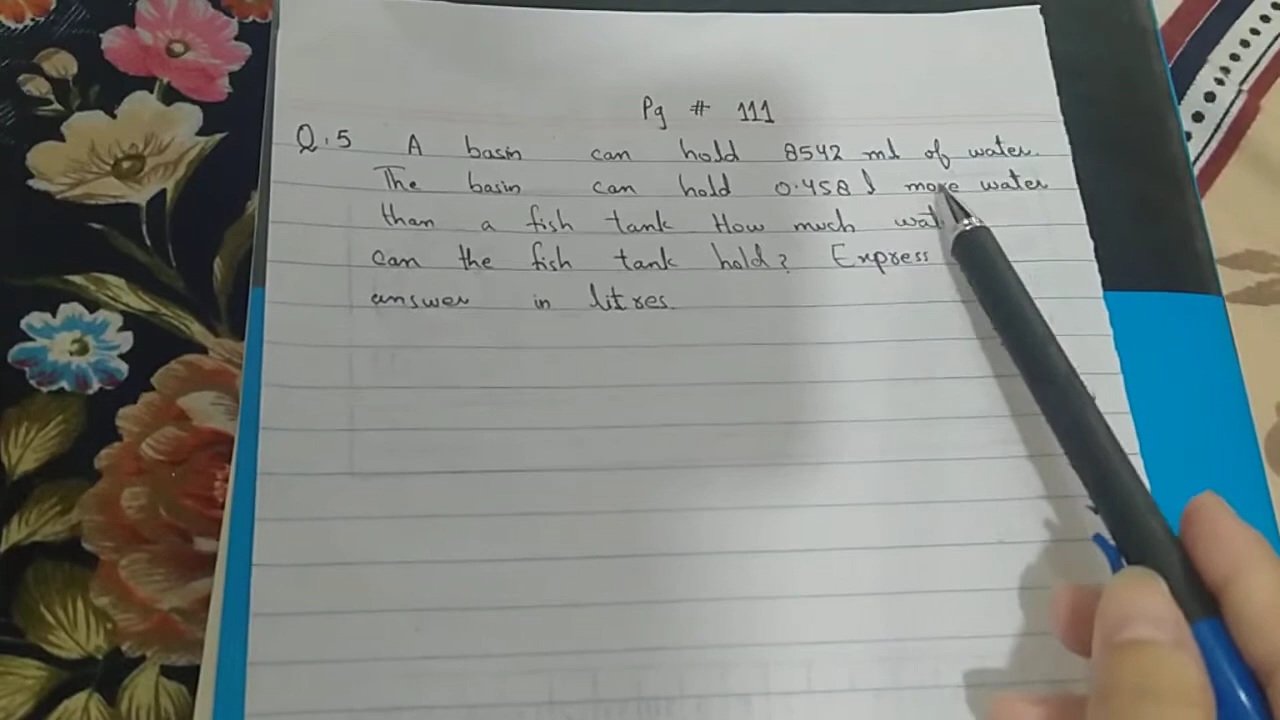 Pg # 111
Q.5 A basin can hold 8542 ml of water.
The basin can hold 0.458 l more water
than a fish tank How much
can the fish tank hold? Express
answer in litres.